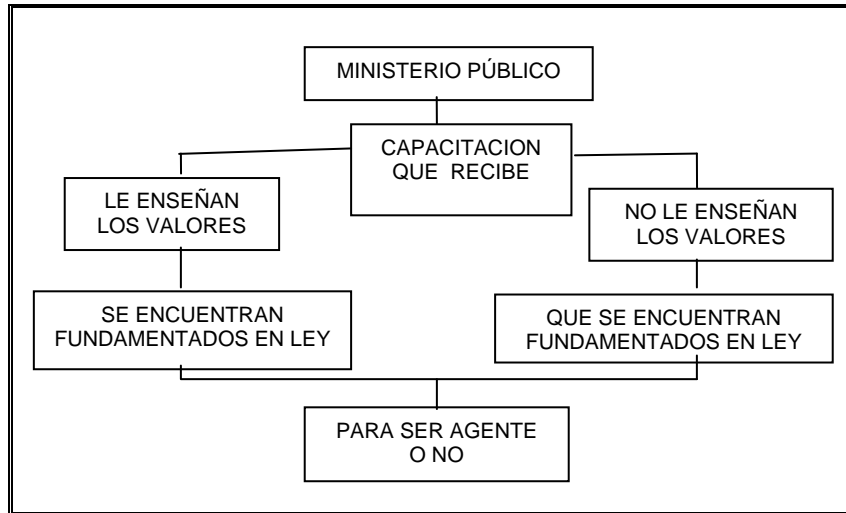 MINISTERIO PÚBLICO
CAPACITACION
QUE RECIBE
LE ENSEÑAN
LOS VALORES
NO LE ENSEÑAN
LOS VALORES
SE ENCUENTRAN
FUNDAMENTADOS EN LEY
QUE SE ENCUENTRAN
FUNDAMENTADOS EN LEY
PARA SER AGENTE
O NO